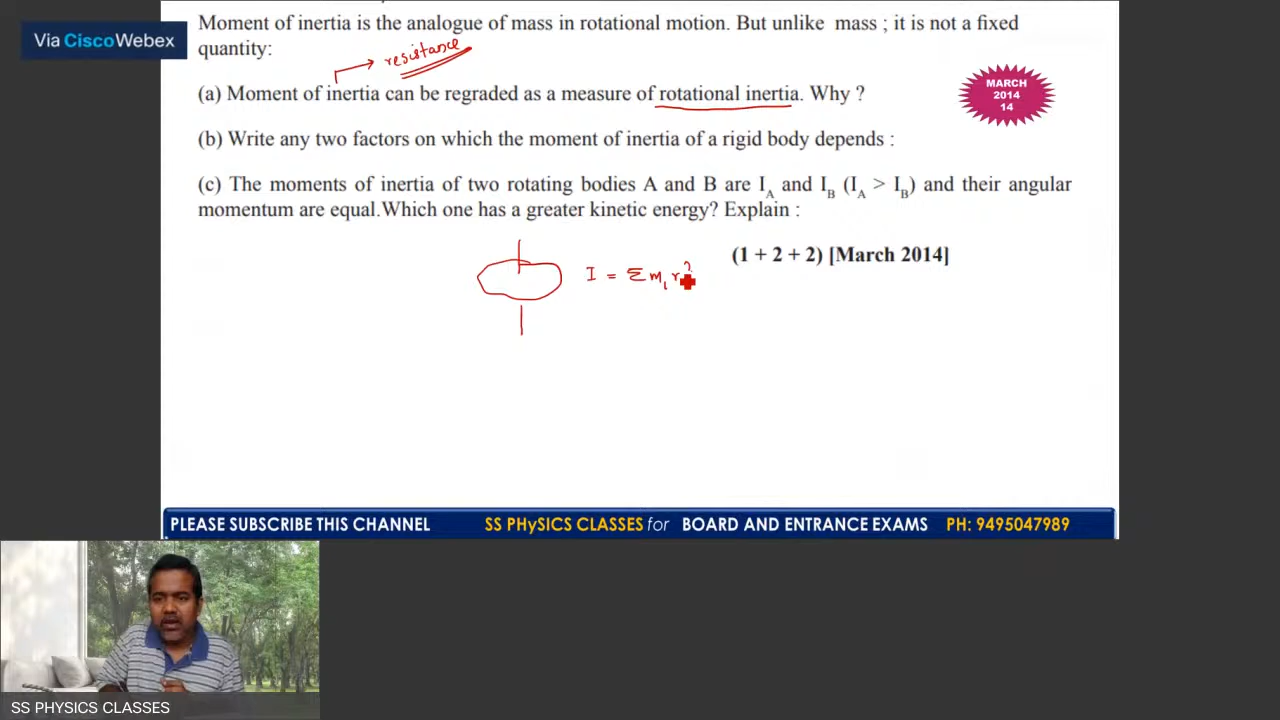 Moment of inertia is the analogue of mass in rotational motion. But unlike mass ; it is not a fixed
Via CiscoWebex
quantity:
resistance
(a) Moment of inertia can be regraded as a measure of rotational inertia. Why ?
MARCH
2014
14
(b) Write any two factors on which the moment of inertia of a rigid body depends :
(c) The moments of inertia of two rotating bodies A and B are I_A and I_B (I_A > I_B) and their angular
momentum are equal.Which one has a greater kinetic energy? Explain :
(1 + 2 + 2) [March 2014]
I = Σ m_i r
PLEASE SUBSCRIBE THIS CHANNEL SS PHySICS CLASSES for BOARD AND ENTRANCE EXAMS PH: 9495047989
SS PHYSICS CLASSES